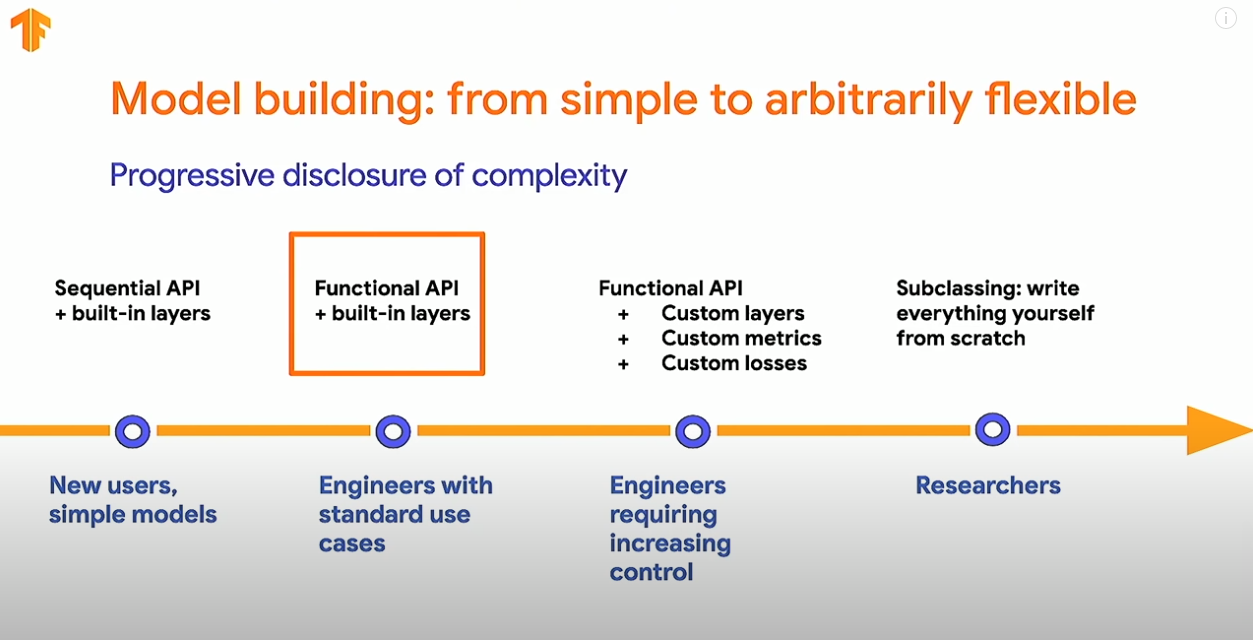 Model building: from simple to arbitrarily flexible
Progressive disclosure of complexity
Sequential API
+ built-in layers
Functional API
+ built-in layers
Functional API
+ Custom layers
+ Custom metrics
+ Custom losses
Subclassing: write
everything yourself
from scratch
New users,
simple models
Engineers with
standard use
cases
Engineers
requiring
increasing
control
Researchers